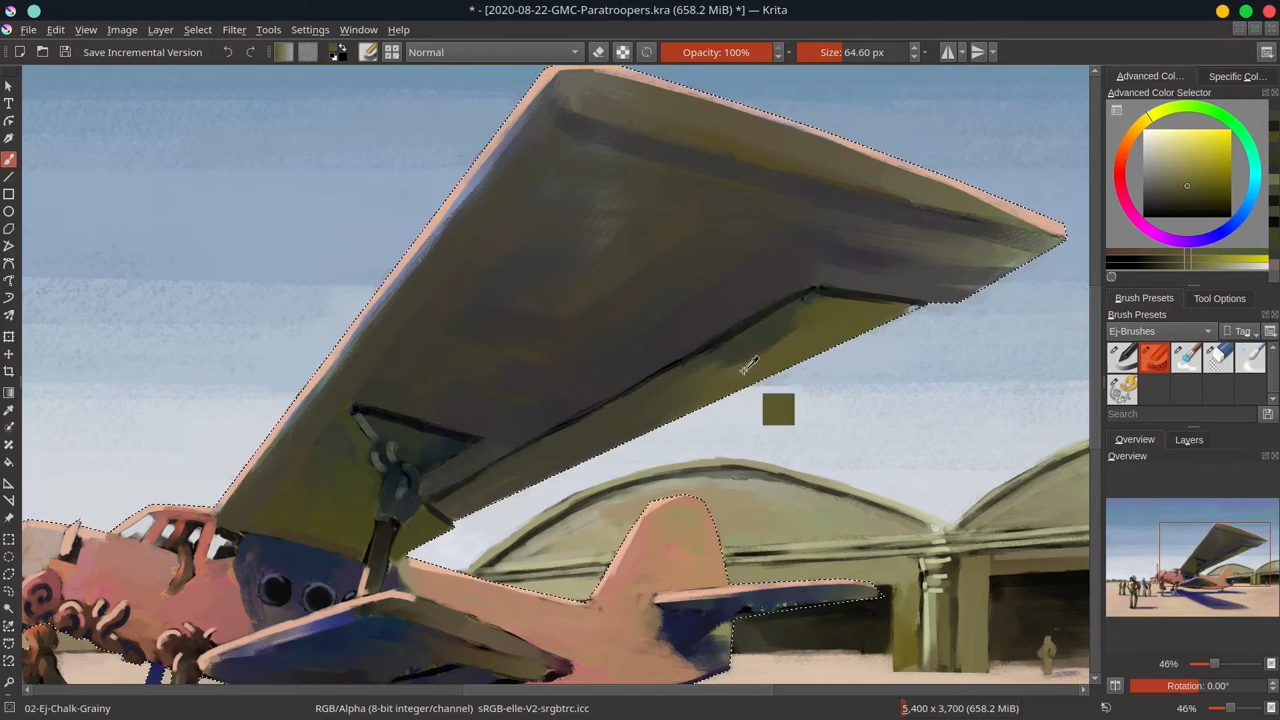 * - [2020-08-22-GMC-Paratroopers.kra (658.2 MiB) *] — Krita
File Edit View Image Layer Select Filter Tools Settings Window Help
Save Incremental Version Normal Opacity: 100% Size: 64.60 px
Advanced Col... Specific Col...
Advanced Color Selector
Brush Presets Tool Options
Brush Presets
Ej-Brushes Tag
Search
Overview Layers
Overview
46%
Rotation: 0.00°
02-Ej-Chalk-Grainy RGB/Alpha (8-bit integer/channel) sRGB-elle-V2-srgbtrc.icc 5,400 x 3,700 (658.2 MiB) 46%